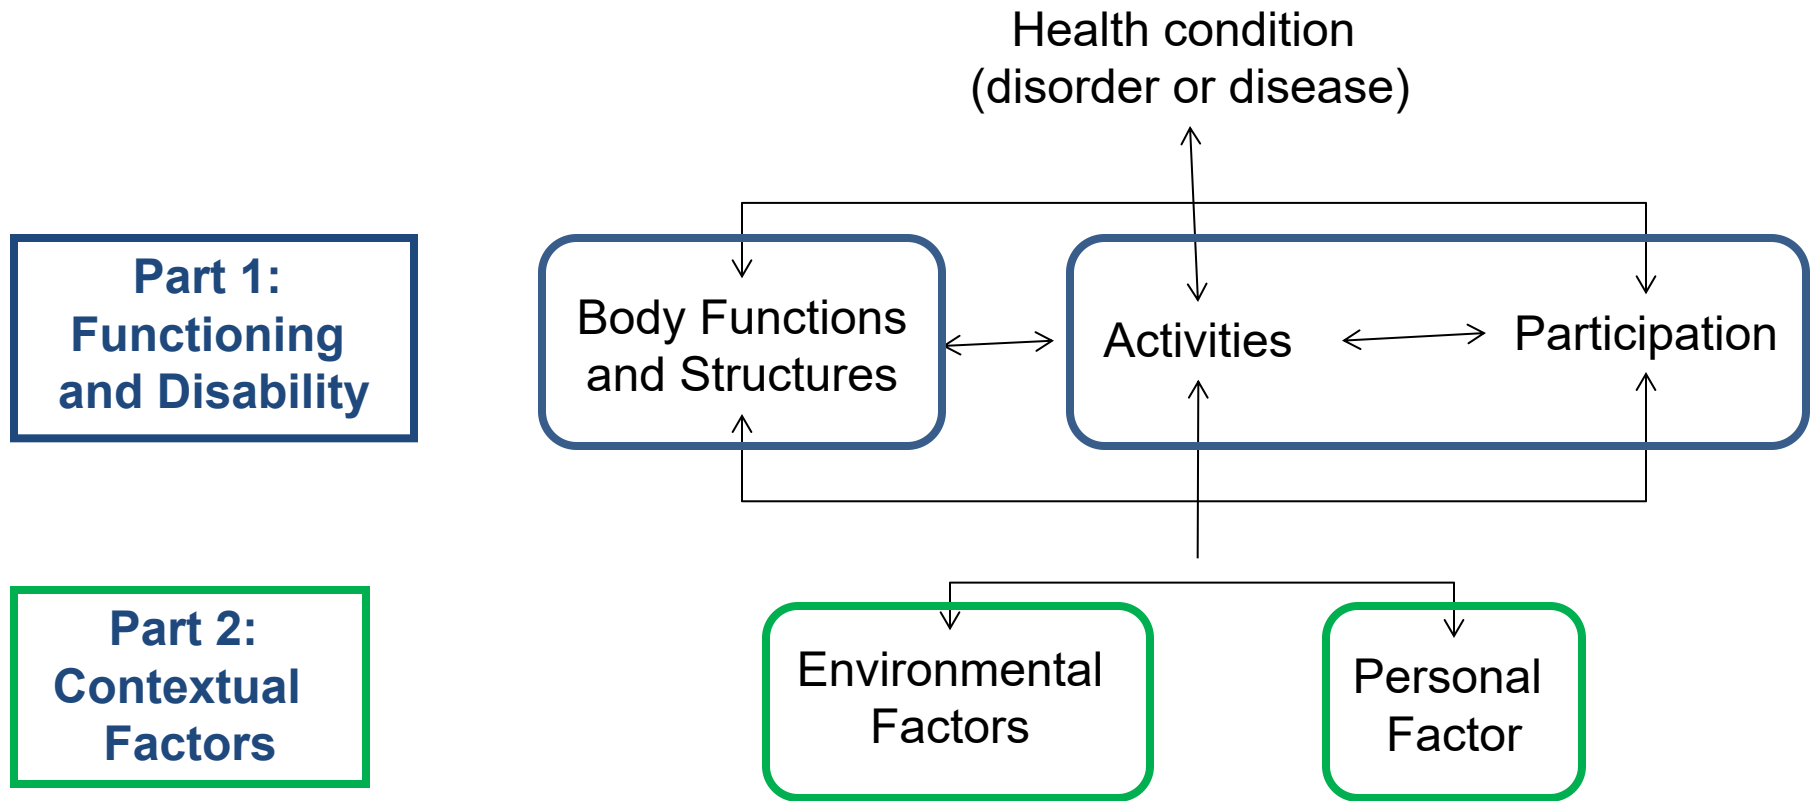 Health condition
(disorder or disease)
Part 1:
Functioning
and Disability
Body Functions
and Structures
Activities
Participation
Part 2:
Contextual
Factors
Environmental
Factors
Personal
Factor